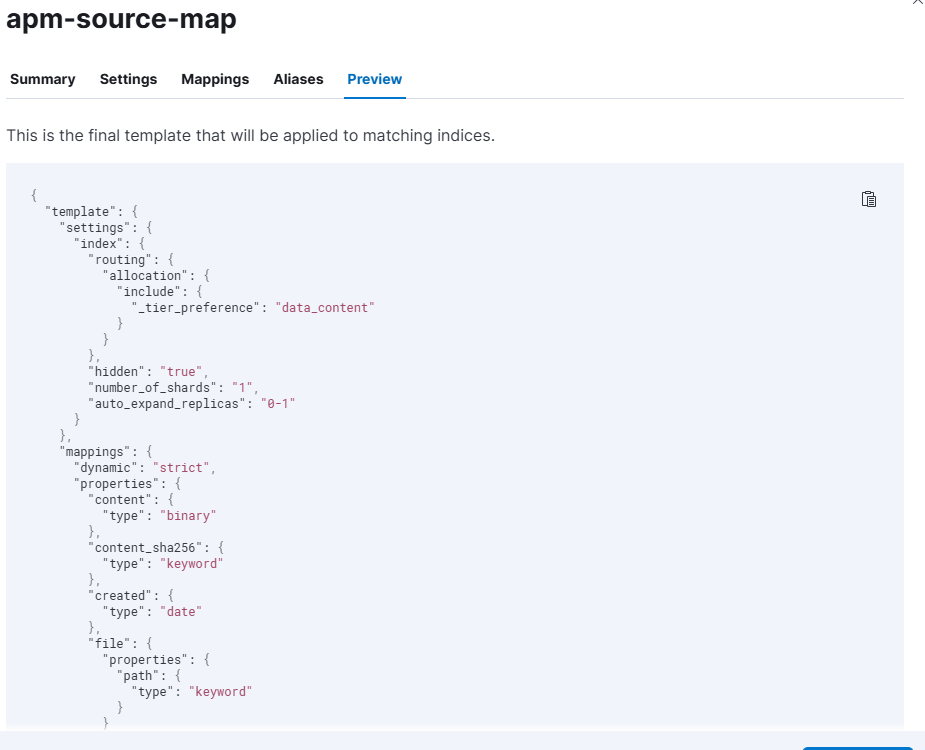 apm-source-map
Summary Settings Mappings Aliases Preview
This is the final template that will be applied to matching indices.
{
  "template": {
    "settings": {
      "index": {
        "routing": {
          "allocation": {
            "include": {
              "_tier_preference": "data_content"
            }
          }
        },
        "hidden": "true",
        "number_of_shards": "1",
        "auto_expand_replicas": "0-1"
      }
    },
    "mappings": {
      "dynamic": "strict",
      "properties": {
        "content": {
          "type": "binary"
        },
        "content_sha256": {
          "type": "keyword"
        },
        "created": {
          "type": "date"
        },
        "file": {
          "properties": {
            "path": {
              "type": "keyword"
            }
          }